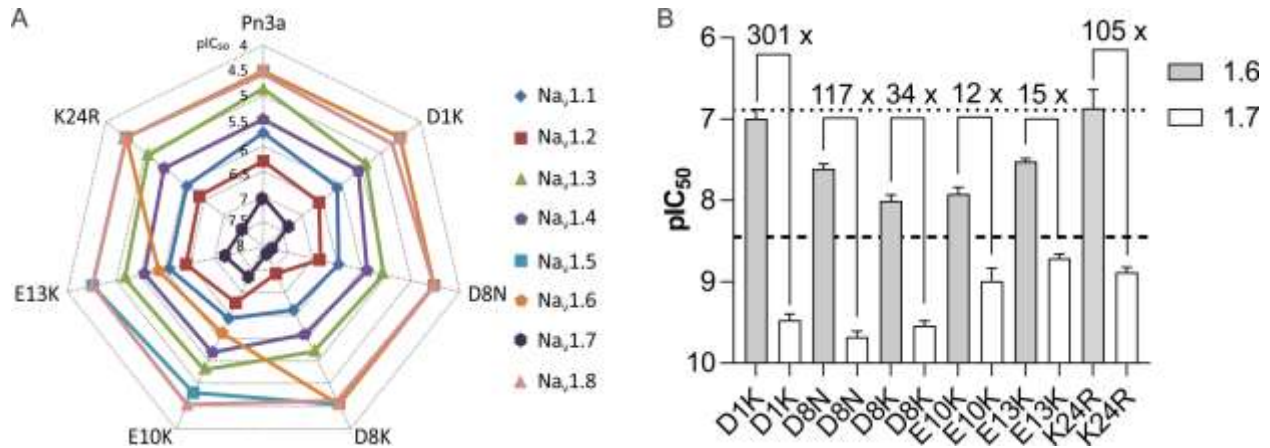 A
Pn3a
pIC₅₀
4
4.5
5
5.5
6
6.5
7
7.5
8
K24R
D1K
E13K
D8N
E10K
D8K
Naᵥ1.1
Naᵥ1.2
Naᵥ1.3
Naᵥ1.4
Naᵥ1.5
Naᵥ1.6
Naᵥ1.7
Naᵥ1.8
B
6
7
8
9
10
pIC₅₀
301 x
117 x
34 x
12 x
15 x
105 x
1.6
1.7
D1K
D1K
D8N
D8N
D8K
D8K
E10K
E10K
E13K
E13K
K24R
K24R